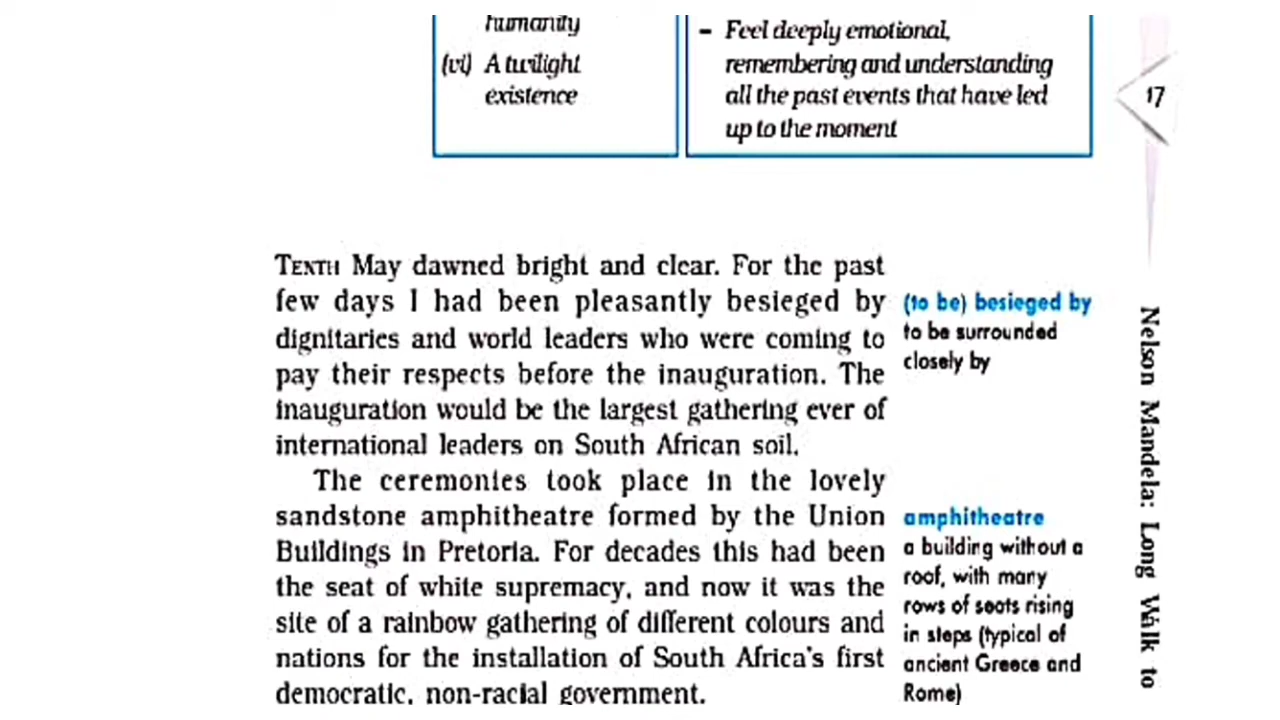 humanity
(vi) A twilight
existence
– Feel deeply emotional,
remembering and understanding
all the past events that have led
up to the moment
17
TENTH May dawned bright and clear. For the past
few days I had been pleasantly besieged by
dignitaries and world leaders who were coming to
pay their respects before the inauguration. The
inauguration would be the largest gathering ever of
international leaders on South African soil.
The ceremonies took place in the lovely
sandstone amphitheatre formed by the Union
Buildings in Pretoria. For decades this had been
the seat of white supremacy, and now it was the
site of a rainbow gathering of different colours and
nations for the installation of South Africa's first
democratic, non-racial government.
(to be) besieged by
to be surrounded
closely by
amphitheatre
a building without a
roof, with many
rows of seats rising
in steps (typical of
ancient Greece and
Rome)
Nelson Mandela: Long Walk to